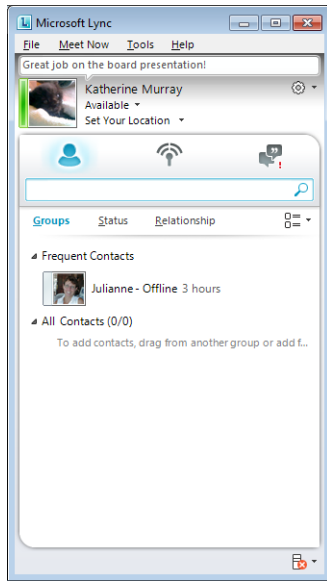 Microsoft Lync
File Meet Now Tools Help
Great job on the board presentation!
Katherine Murray
Available
Set Your Location
Groups Status Relationship
Frequent Contacts
Julianne - Offline 3 hours
All Contacts (0/0)
To add contacts, drag from another group or add f...